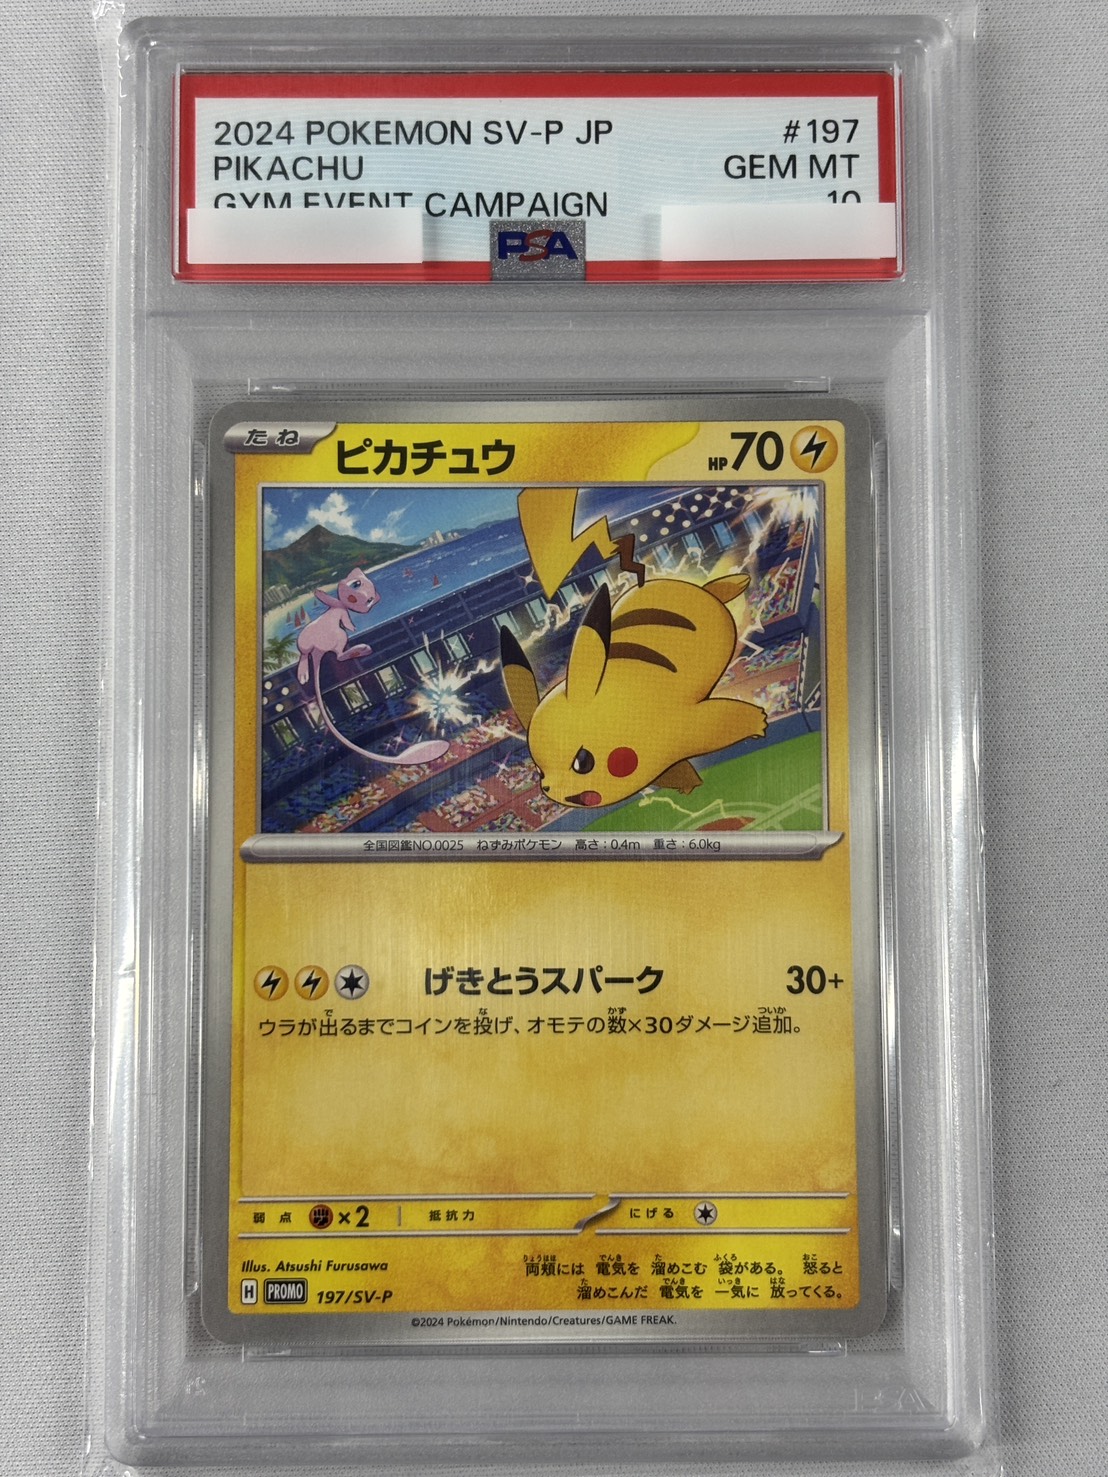 2024 POKEMON SV-P JP #197
PIKACHU GEM MT
GYM EVENT CAMPAIGN 10
PSA
たね ピカチュウ HP70
全国図鑑NO.0025 ねずみポケモン 高さ:0.4m 重さ:6.0kg
げきとうスパーク 30+
ウラが出るまでコインを投げ、オモテの数×30ダメージ追加。
弱点 ×2 抵抗力 にげる
Illus. Atsushi Furusawa
両頬には 電気を 溜めこむ 袋がある。 怒ると
溜めこんだ 電気を 一気に 放ってくる。
H PROMO 197/SV-P
©2024 Pokémon/Nintendo/Creatures/GAME FREAK.